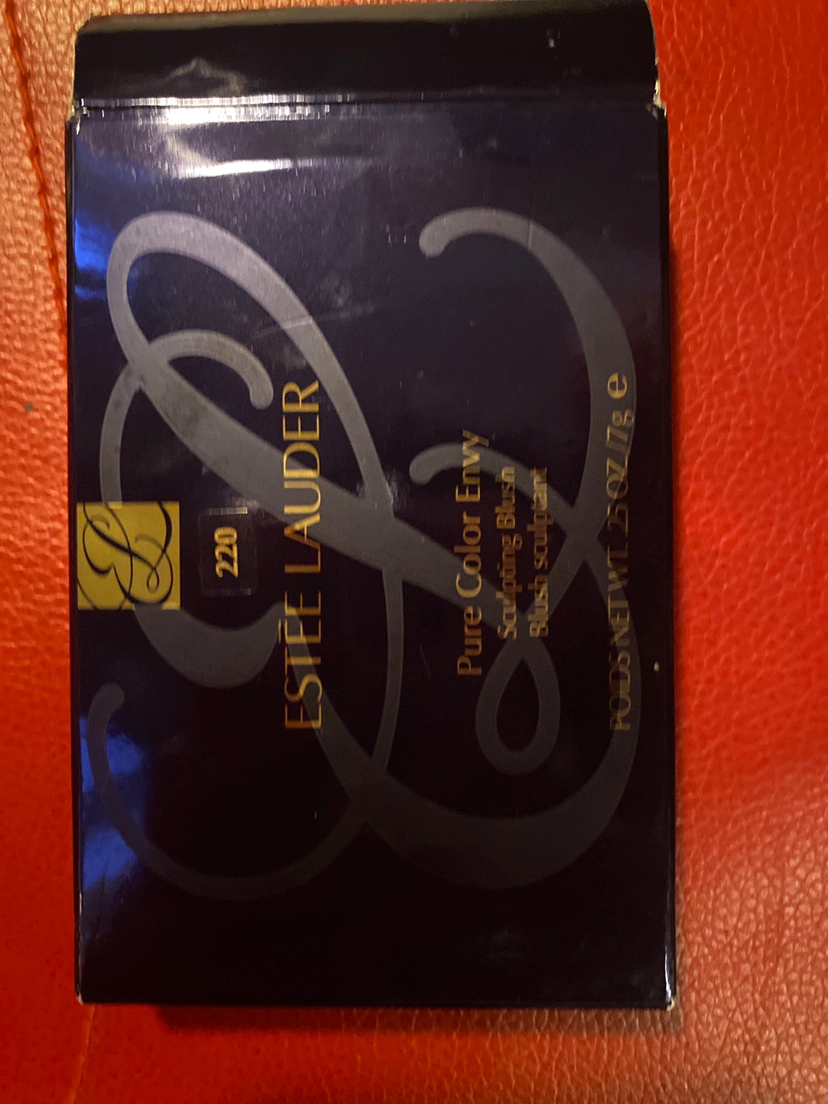 220
ESTĒE LAUDER
Pure Color Envy
Sculpting Blush
Blush sculptant
POIDS NET WT. .25 OZ./7g e